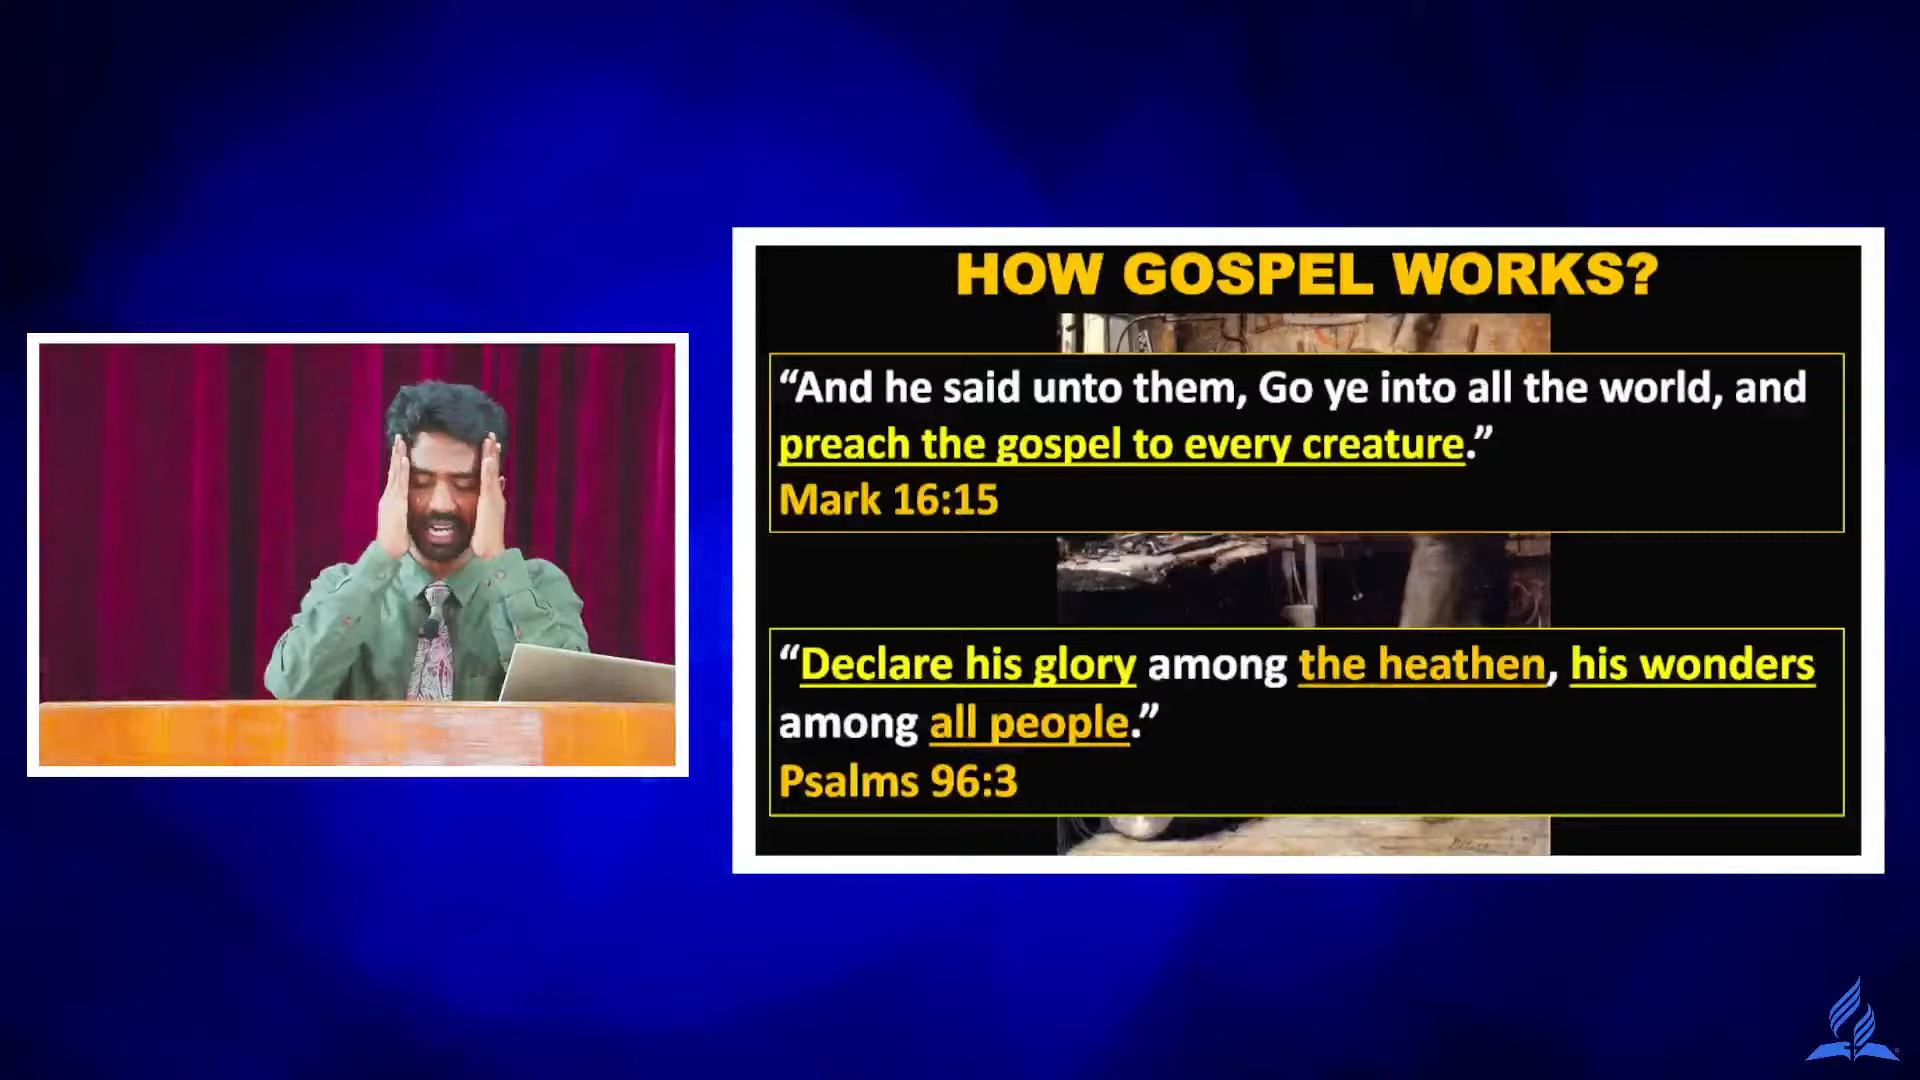 HOW GOSPEL WORKS?
“And he said unto them, Go ye into all the world, and
preach the gospel to every creature.”
Mark 16:15
“Declare his glory among the heathen, his wonders
among all people.”
Psalms 96:3